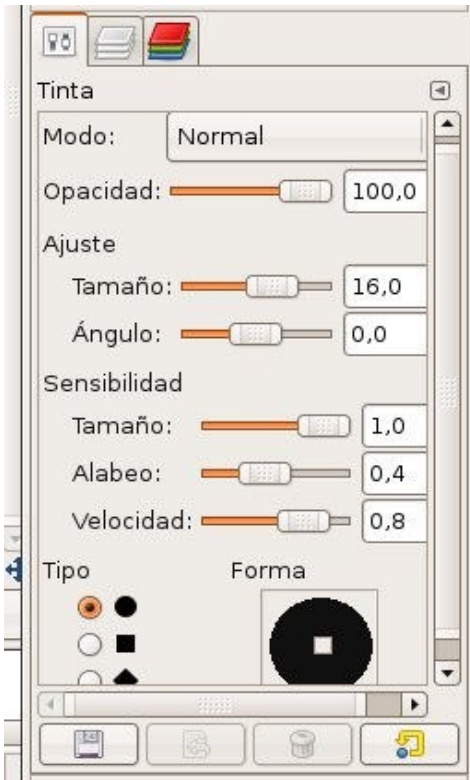 Tinta
Modo: Normal
Opacidad: 100,0
Ajuste
Tamaño: 16,0
Ángulo: 0,0
Sensibilidad
Tamaño: 1,0
Alabeo: 0,4
Velocidad: 0,8
Tipo Forma